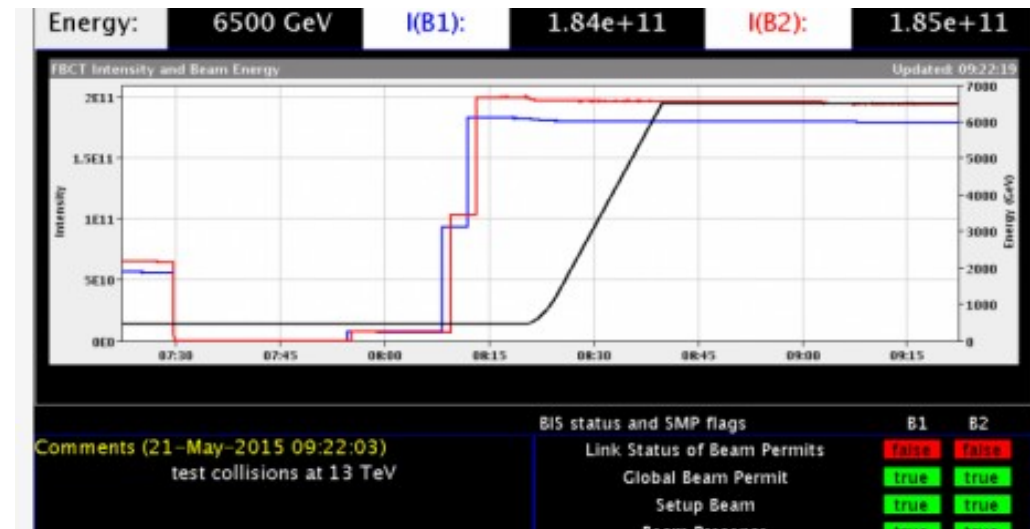 Energy: 6500 GeV I(B1): 1.84e+11 I(B2): 1.85e+11
FBCT Intensity and Beam Energy Updated: 09:22:19
2E11
1.5E11
1E11
5E10
0E0
Intensity
7000
6000
5000
4000
3000
2000
1000
0
Energy (GeV)
07:30 07:45 08:00 08:15 08:30 08:45 09:00 09:15
BIS status and SMP flags B1 B2
Comments (21-May-2015 09:22:03)
test collisions at 13 TeV
Link Status of Beam Permits false false
Global Beam Permit true true
Setup Beam true true